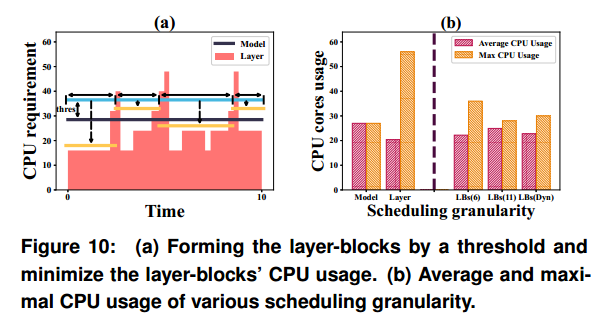 (a)
(b)
CPU requirement
60
50
40
30
20
10
0
thres
Model
Layer
0
10
Time
CPU cores usage
60
50
40
30
20
10
0
Average CPU Usage
Max CPU Usage
Model
Layer
LBs(6)
LBs(11)
LBs(Dyn)
Scheduling granularity
Figure 10: (a) Forming the layer-blocks by a threshold and
minimize the layer-blocks' CPU usage. (b) Average and maxi-
mal CPU usage of various scheduling granularity.